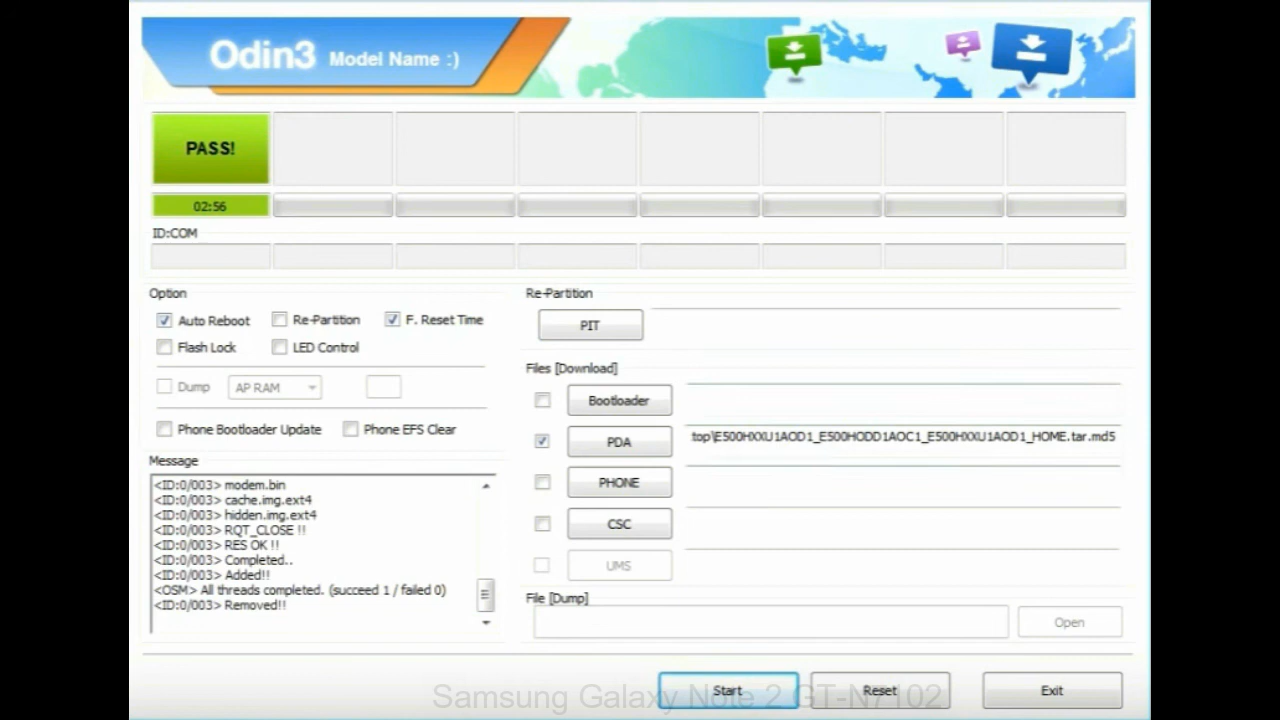 Odin3 Model Name :)
PASS!
02:56
ID:COM
Option
Auto Reboot Re-Partition F. Reset Time
Flash Lock LED Control
Dump AP RAM
Phone Bootloader Update Phone EFS Clear
Message
<ID:0/003> modem.bin
<ID:0/003> cache.img.ext4
<ID:0/003> hidden.img.ext4
<ID:0/003> RQT_CLOSE !!
<ID:0/003> RES OK !!
<ID:0/003> Completed..
<ID:0/003> Added!!
<OSM> All threads completed. (succeed 1 / failed 0)
<ID:0/003> Removed!!
Re-Partition
PIT
Files [Download]
Bootloader
PDA top\E500HXXU1AOD1_E500HODD1AOC1_E500HXXU1AOD1_HOME.tar.md5
PHONE
CSC
UMS
File [Dump]
Open
Start Reset Exit
Samsung Galaxy Note 2 GT-N7102